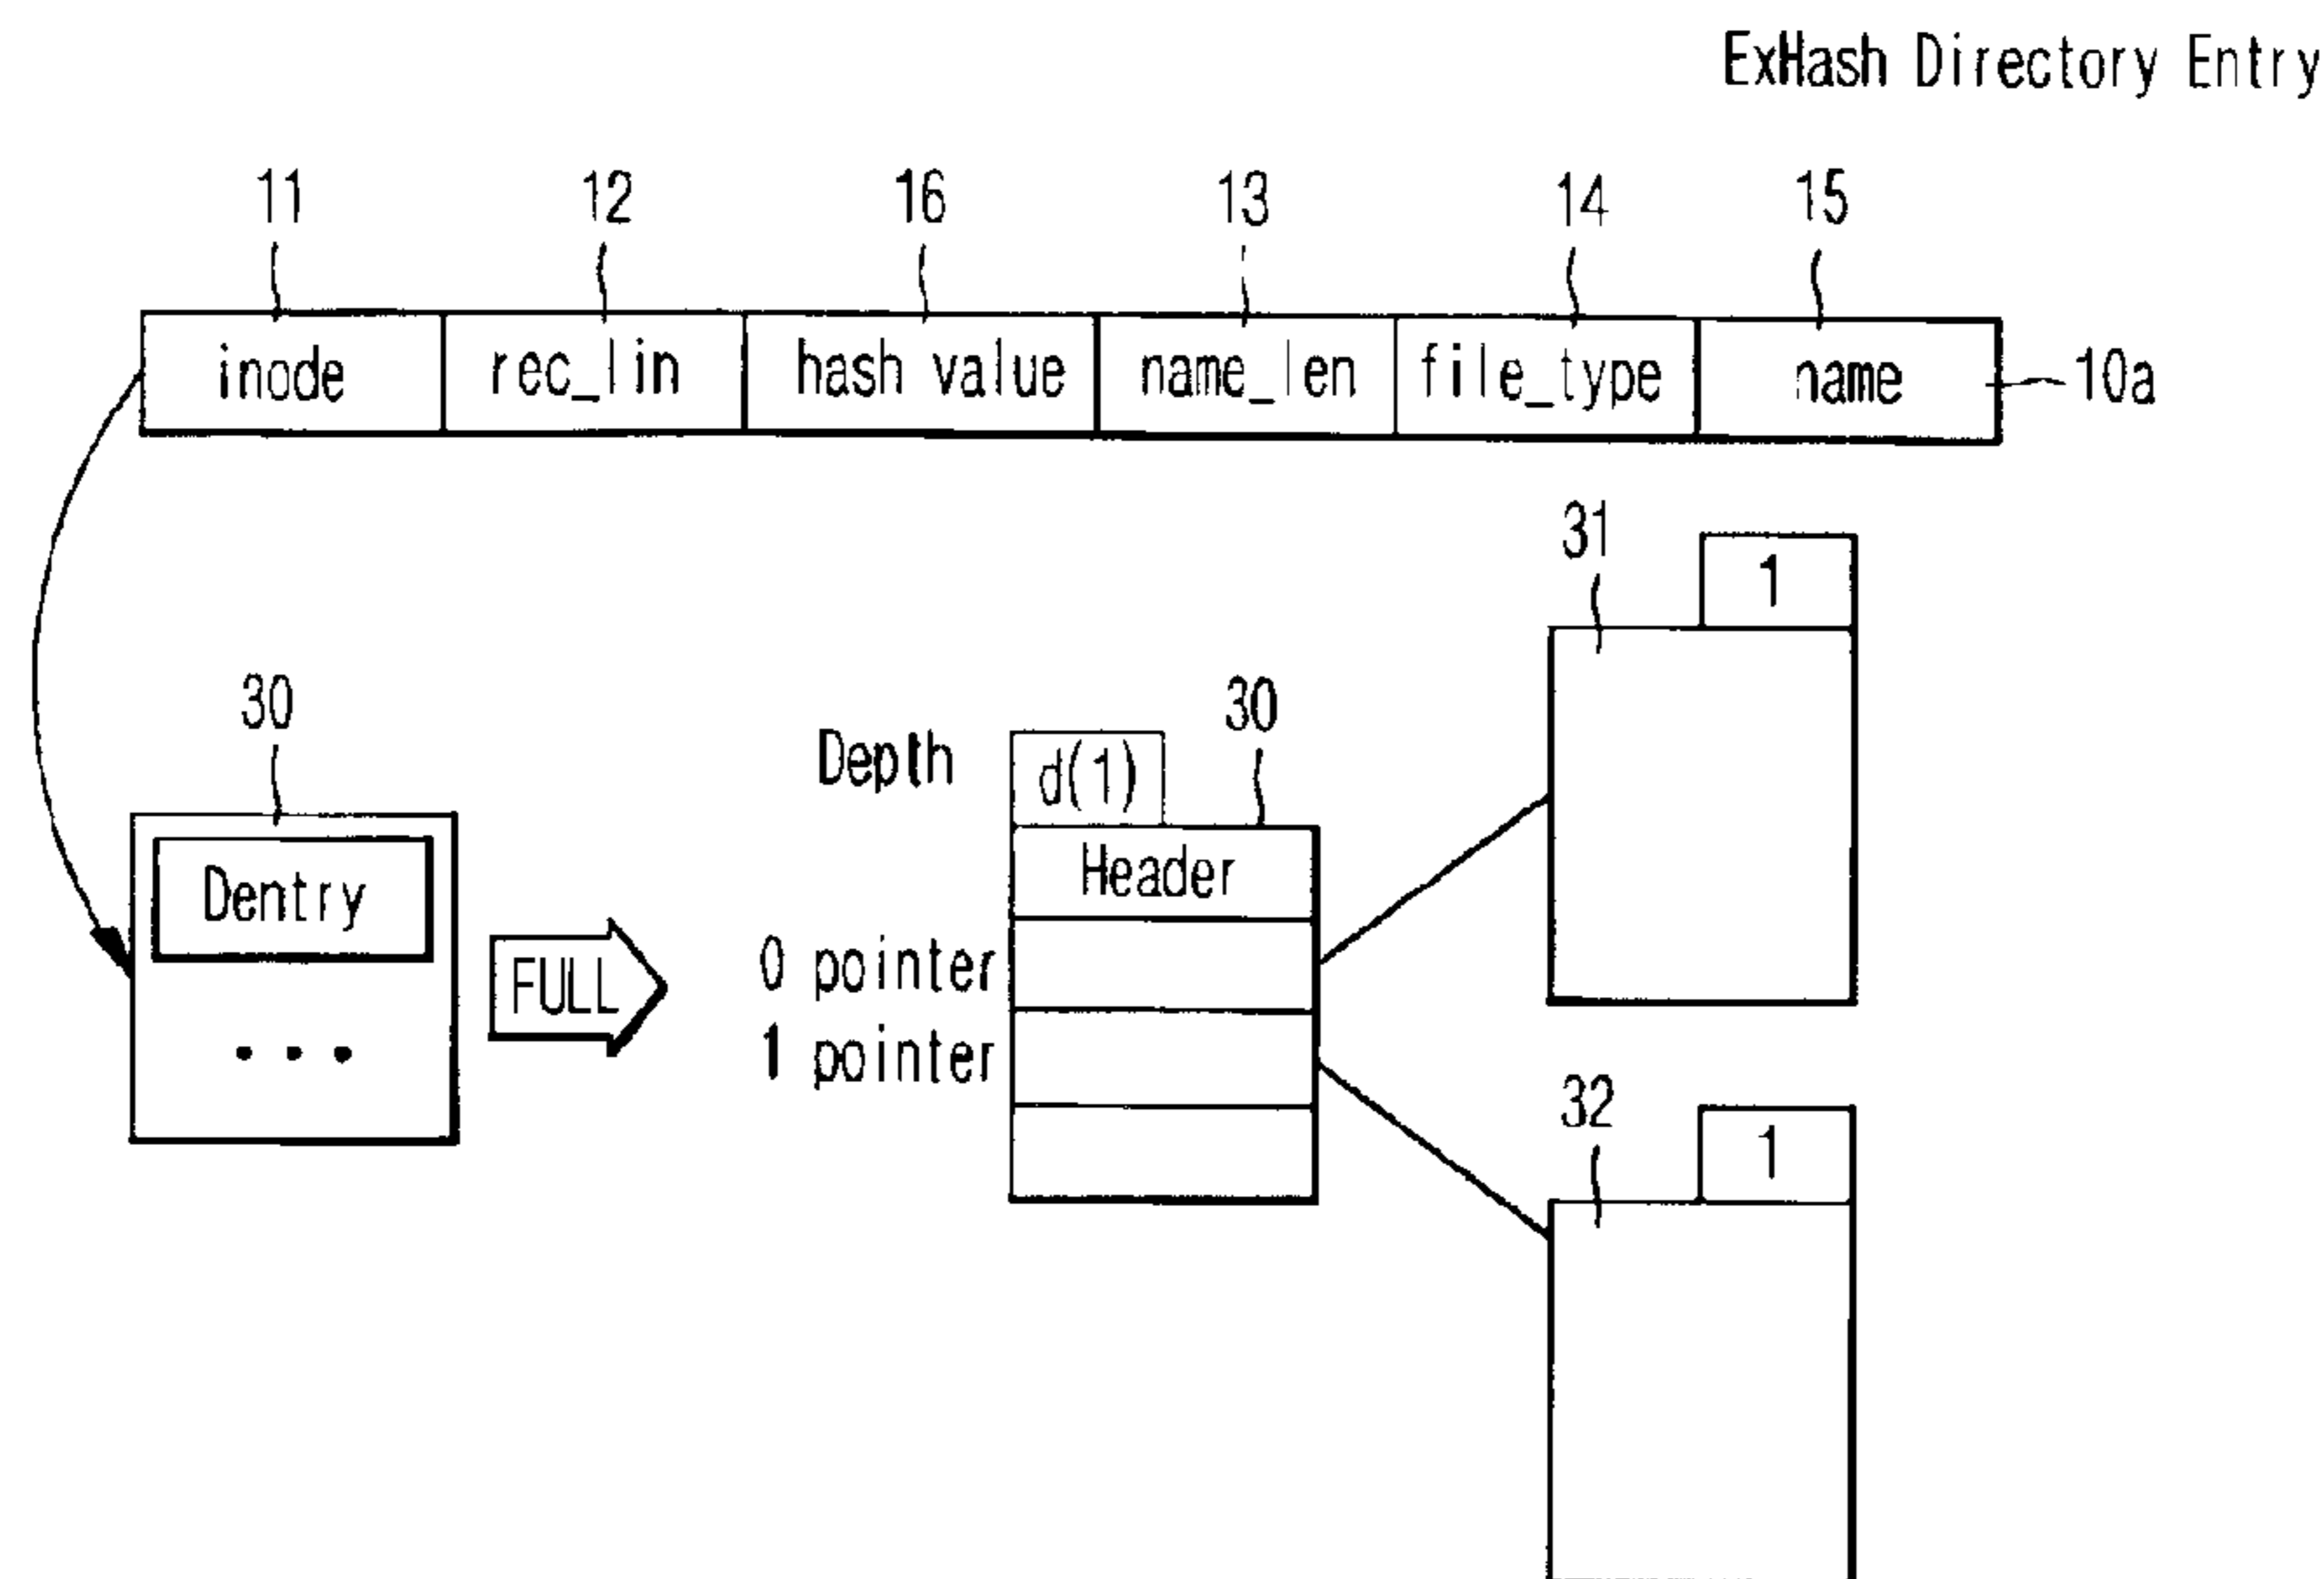 ExHash Directory Entry
11 12 16 13 14 15
inode rec_lin hash value name_len file_type name 10a
31
1
30
30
Depth d(1)
Dentry
Header
FULL
0 pointer
1 pointer
• • •
32
1